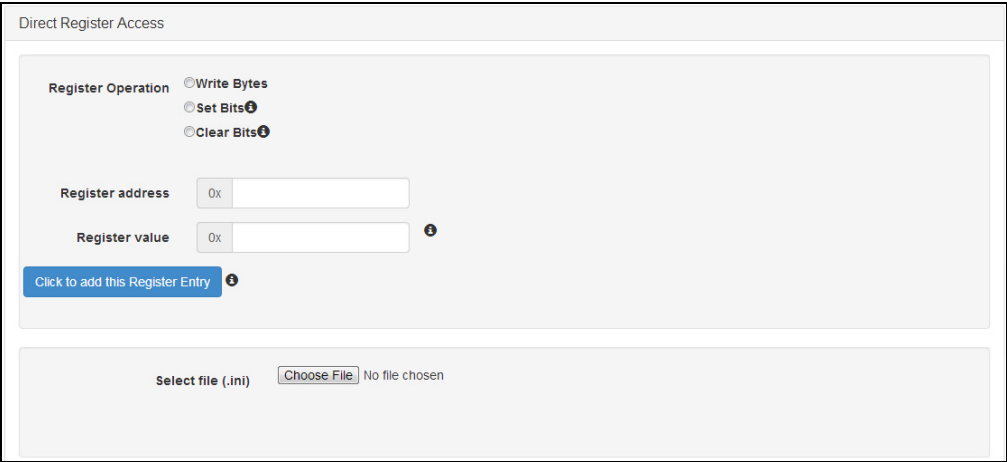 Direct Register Access
Register Operation Write Bytes
Set Bits
Clear Bits
Register address 0x
Register value 0x
Click to add this Register Entry
Select file (.ini) Choose File No file chosen